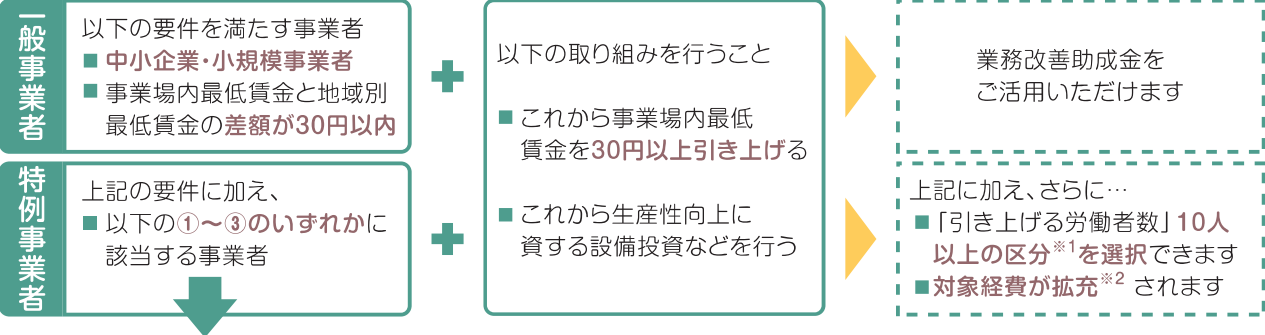 一般事業者
以下の要件を満たす事業者
■ 中小企業・小規模事業者
■ 事業場内最低賃金と地域別
最低賃金の差額が30円以内
特例事業者
上記の要件に加え、
■ 以下の①〜③のいずれかに
該当する事業者
以下の取り組みを行うこと
■ これから事業場内最低
賃金を30円以上引き上げる
■ これから生産性向上に
資する設備投資などを行う
業務改善助成金を
ご活用いただけます
上記に加え、さらに…
■「引き上げる労働者数」10人
以上の区分※1を選択できます
■対象経費が拡充※2 されます